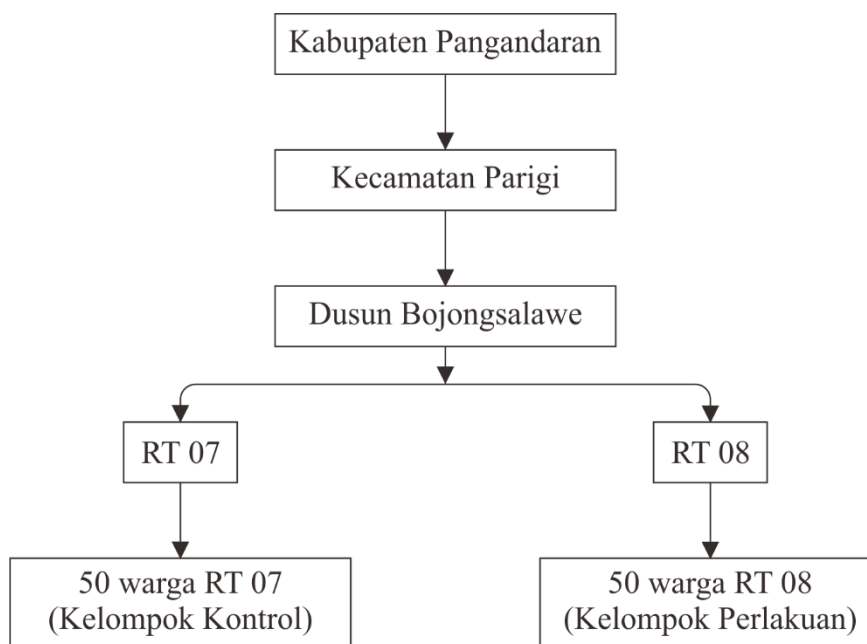 Kabupaten Pangandaran
Kecamatan Parigi
Dusun Bojongsalawe
RT 07
RT 08
50 warga RT 07
(Kelompok Kontrol)
50 warga RT 08
(Kelompok Perlakuan)